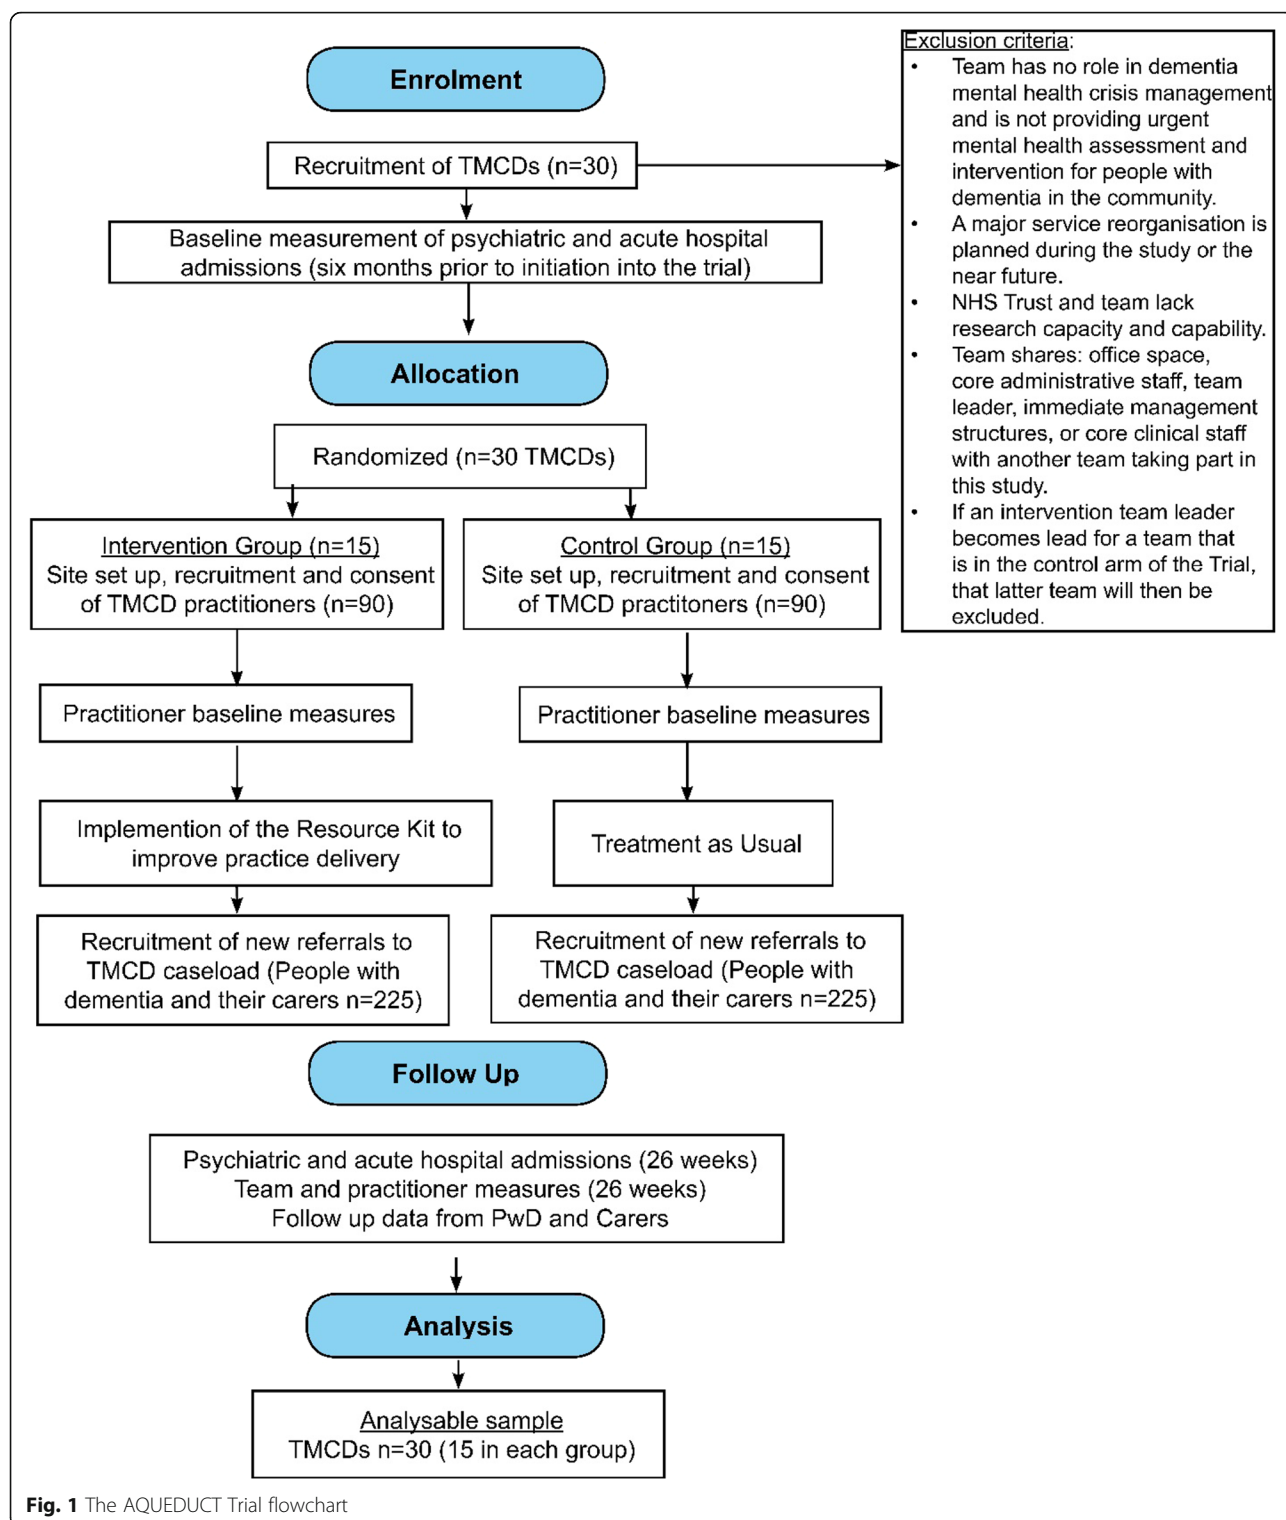 Enrolment
Recruitment of TMCDs (n=30)
Baseline measurement of psychiatric and acute hospital
admissions (six months prior to initiation into the trial)
Exclusion criteria:
• Team has no role in dementia
mental health crisis management
and is not providing urgent
mental health assessment and
intervention for people with
dementia in the community.
• A major service reorganisation is
planned during the study or the
near future.
• NHS Trust and team lack
research capacity and capability.
• Team shares: office space,
core administrative staff, team
leader, immediate management
structures, or core clinical staff
with another team taking part in
this study.
• If an intervention team leader
becomes lead for a team that
is in the control arm of the Trial,
that latter team will then be
excluded.
Allocation
Randomized (n=30 TMCDs)
Intervention Group (n=15)
Site set up, recruitment and consent
of TMCD practitioners (n=90)
Control Group (n=15)
Site set up, recruitment and consent
of TMCD practitoners (n=90)
Practitioner baseline measures
Practitioner baseline measures
Implemention of the Resource Kit to
improve practice delivery
Treatment as Usual
Recruitment of new referrals to
TMCD caseload (People with
dementia and their carers n=225)
Recruitment of new referrals to
TMCD caseload (People with
dementia and their carers n=225)
Follow Up
Psychiatric and acute hospital admissions (26 weeks)
Team and practitioner measures (26 weeks)
Follow up data from PwD and Carers
Analysis
Analysable sample
TMCDs n=30 (15 in each group)
Fig. 1 The AQUEDUCT Trial flowchart